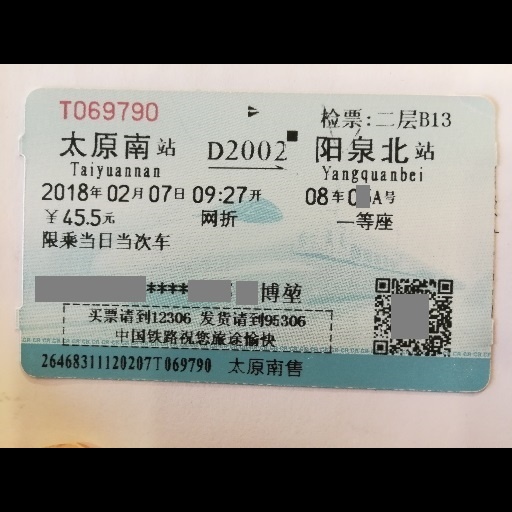 T069790 检票:二层B13
太原南站 D2002 阳泉北站
Taiyuannan Yangquanbei
2018年02月07日09:27开 08车0 A号
￥45.5元 网折 一等座
限乘当日当次车
**** 博堃
买票请到12306 发货请到95306
中国铁路祝您旅途愉快
26468311120207T069790 太原南售